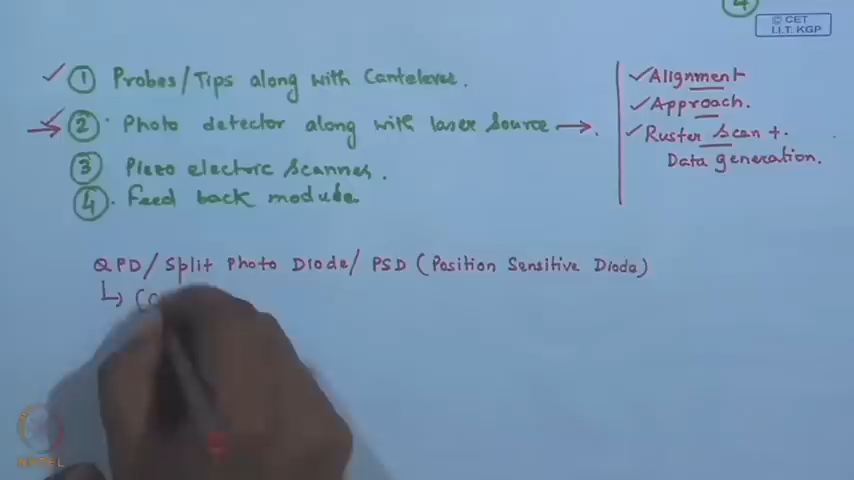 4
© CET
I.I.T. KGP
① Probes/Tips along with Cantelever.
② Photo detector along with laser source →.
③ Piezo electric scanner.
④ Feed back module.
✓Alignment
✓Approach.
✓Ruster Scan +.
Data generation.
QPD/Split Photo Diode/ PSD (Position Sensitive Diode)
↳ (
NPTEL